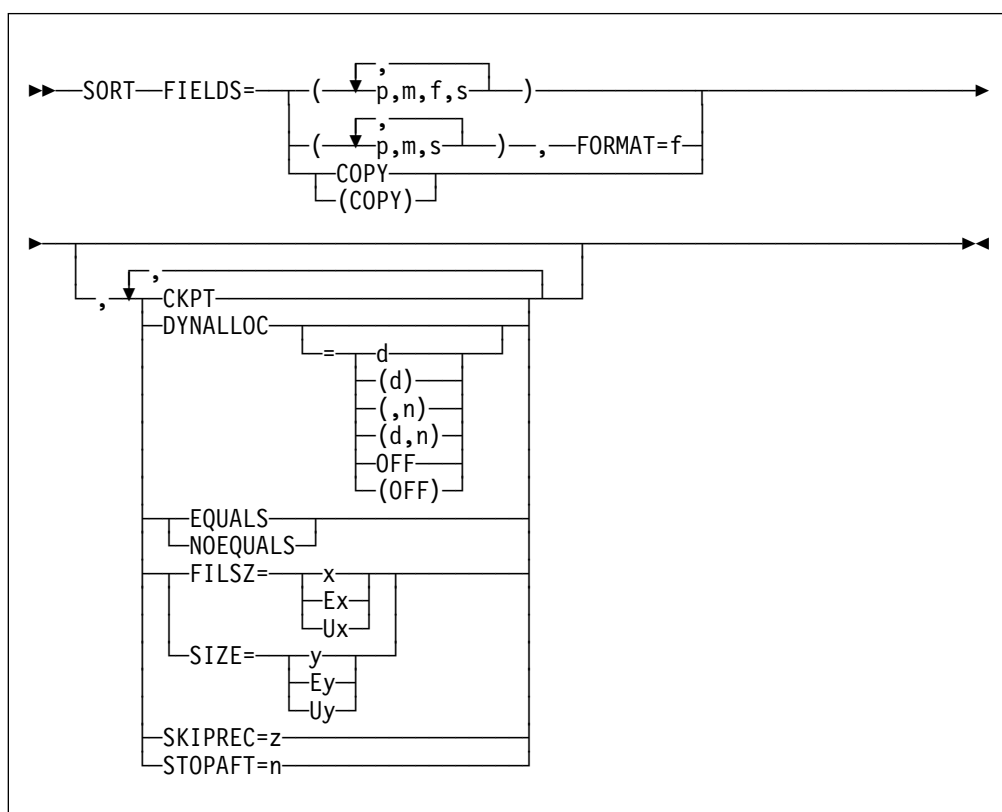 SORT FIELDS= ( , p,m,f,s )
( , p,m,s ) , FORMAT=f
COPY
(COPY)
, , CKPT
DYNALLOC
= d
(d)
(,n)
(d,n)
OFF
(OFF)
EQUALS
NOEQUALS
FILSZ= x
Ex
Ux
SIZE= y
Ey
Uy
SKIPREC=z
STOPAFT=n